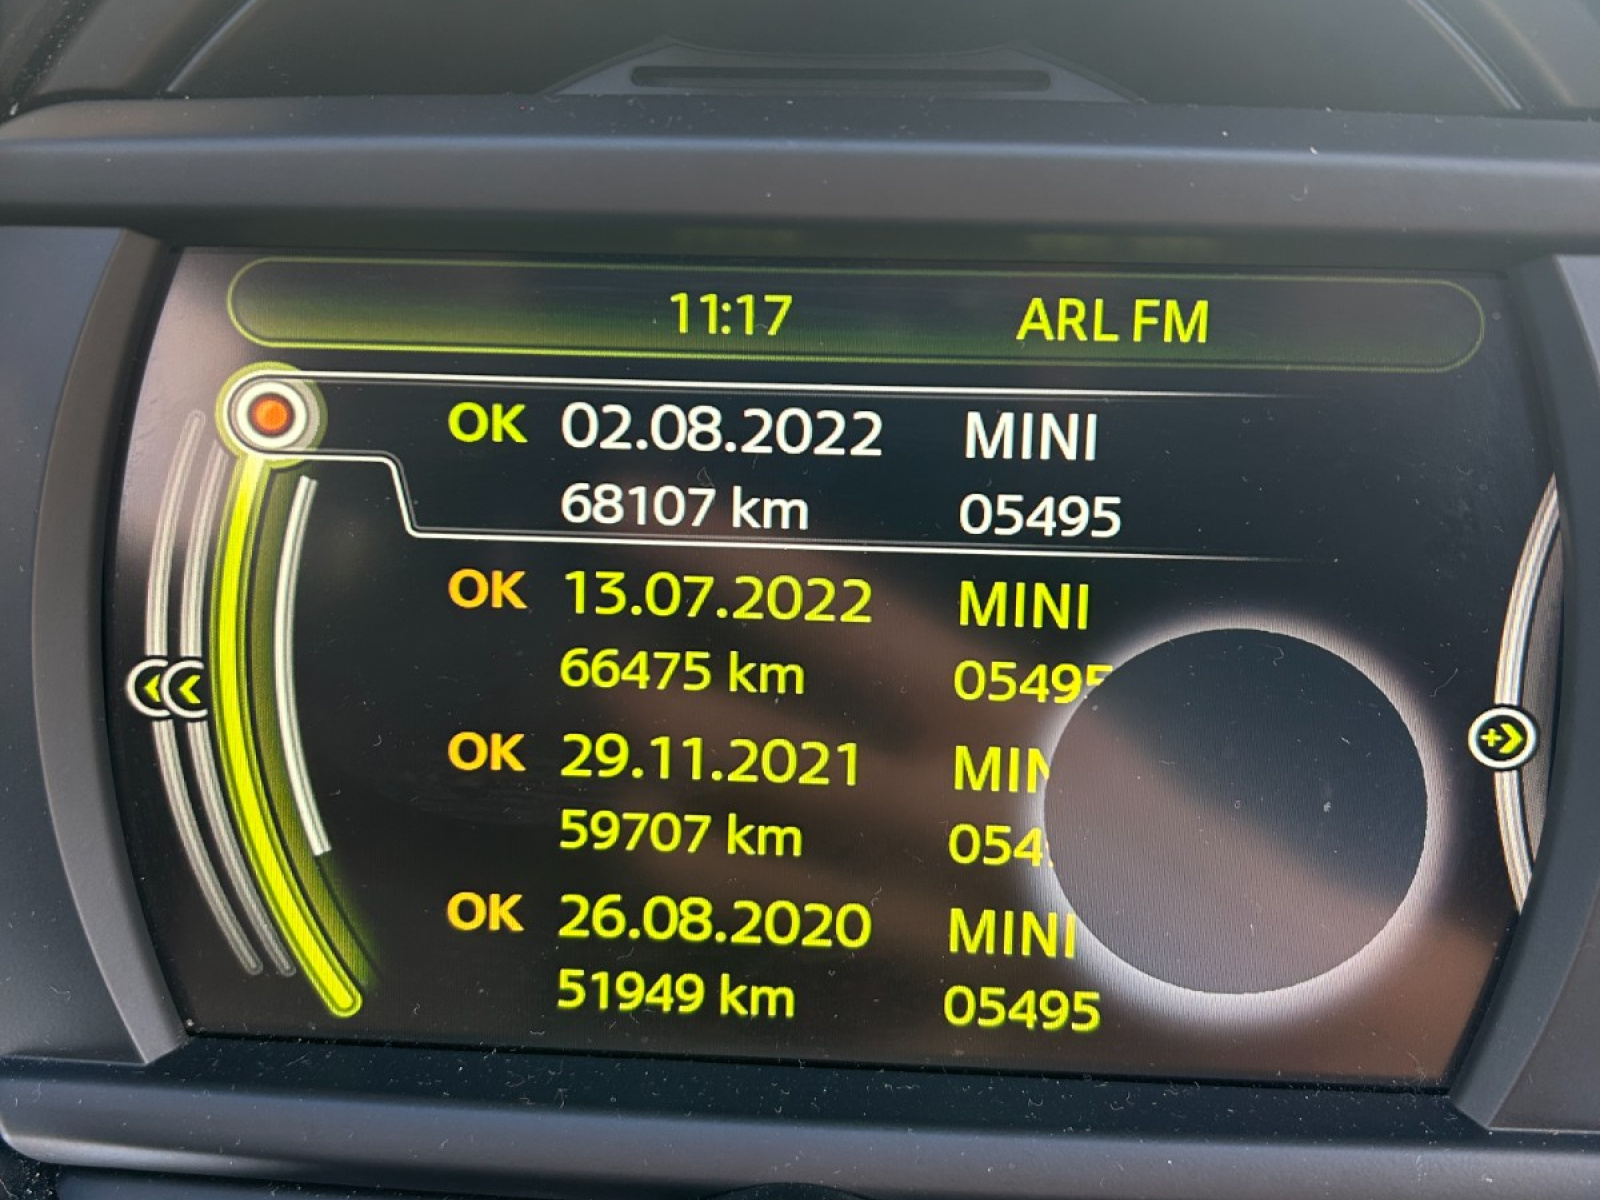 11:17 ARL FM
OK 02.08.2022 MINI
68107 km 05495
OK 13.07.2022 MINI
66475 km 05495
OK 29.11.2021
59707 km
OK 26.08.2020 MINI
51949 km 05495